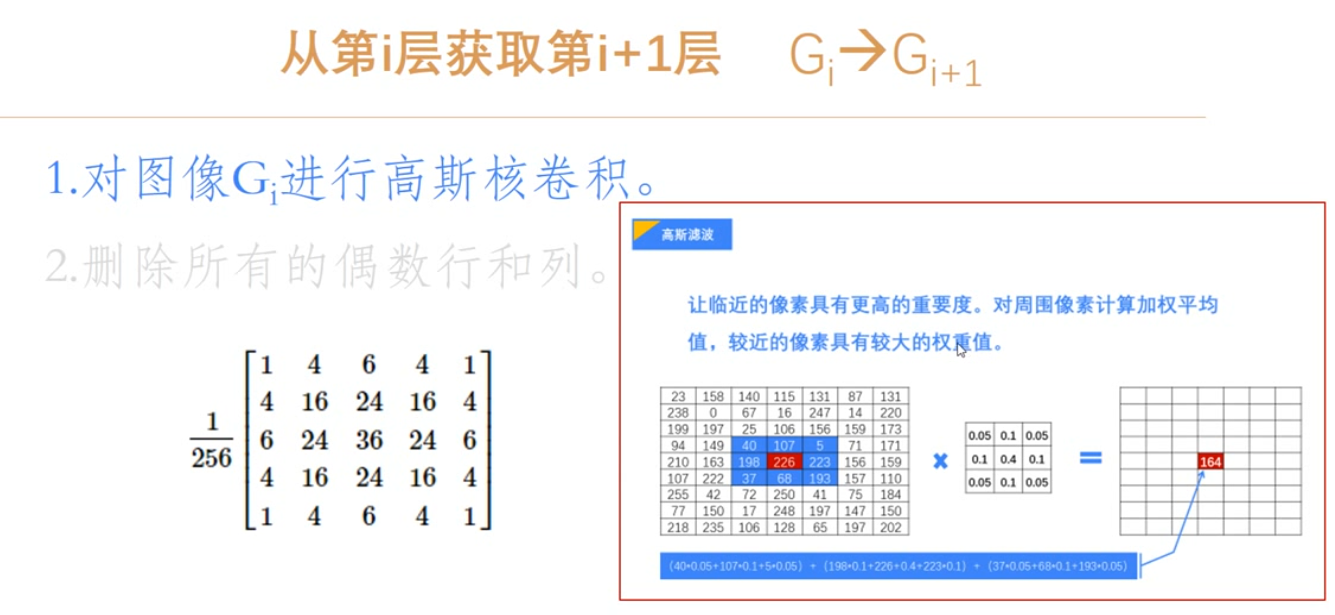 从第i层获取第i+1层 Gi→Gi+1
1.对图像Gi进行高斯核卷积。
2.删除所有的偶数行和列。
1/256
1 4 6 4 1
4 16 24 16 4
6 24 36 24 6
4 16 24 16 4
1 4 6 4 1
高斯滤波
让临近的像素具有更高的重要度。对周围像素计算加权平均
值，较近的像素具有较大的权重值。
23 158 140 115 131 87 131
238 0 67 16 247 14 220
199 197 25 106 156 159 173
94 149 40 107 5 71 171
210 163 198 226 223 156 159
107 222 37 68 193 157 110
255 42 72 250 41 75 184
77 150 17 248 197 147 150
218 235 106 128 65 197 202
×
0.05 0.1 0.05
0.1 0.4 0.1
0.05 0.1 0.05
=
164
(40*0.05+107*0.1+5*0.05) + (198*0.1+226+0.4+223*0.1) + (37*0.05+68*0.1+193*0.05)